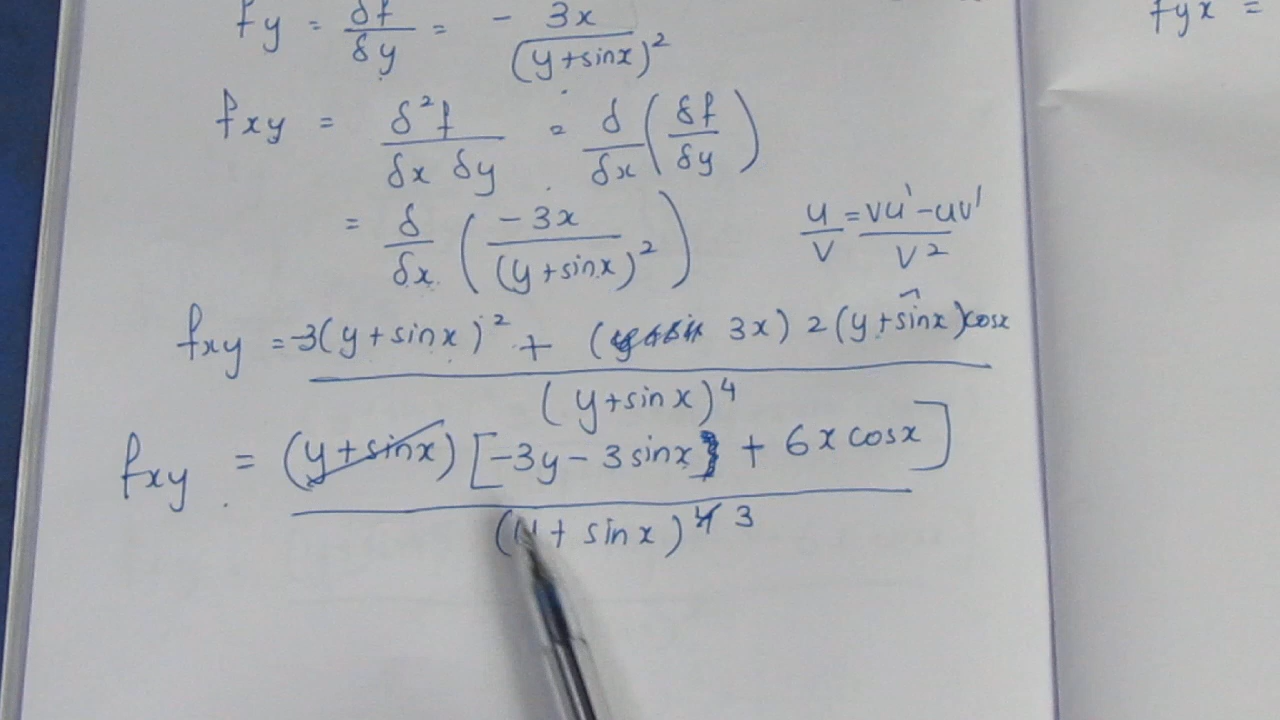 fy = δf/δy = - 3x/(y+sinx)²
fyx =
fxy = δ²f/δx δy = δ/δx (δf/δy)
= δ/δx (-3x/(y+sinx)²)
u/v = vu'-uv'/v²
fxy = -3(y+sinx)² + (3x) 2(y+sinx)cosx/(y+sinx)⁴
fxy = (y+sinx) [-3y-3sinx + 6x cosx]/(y+sinx)⁴ 3